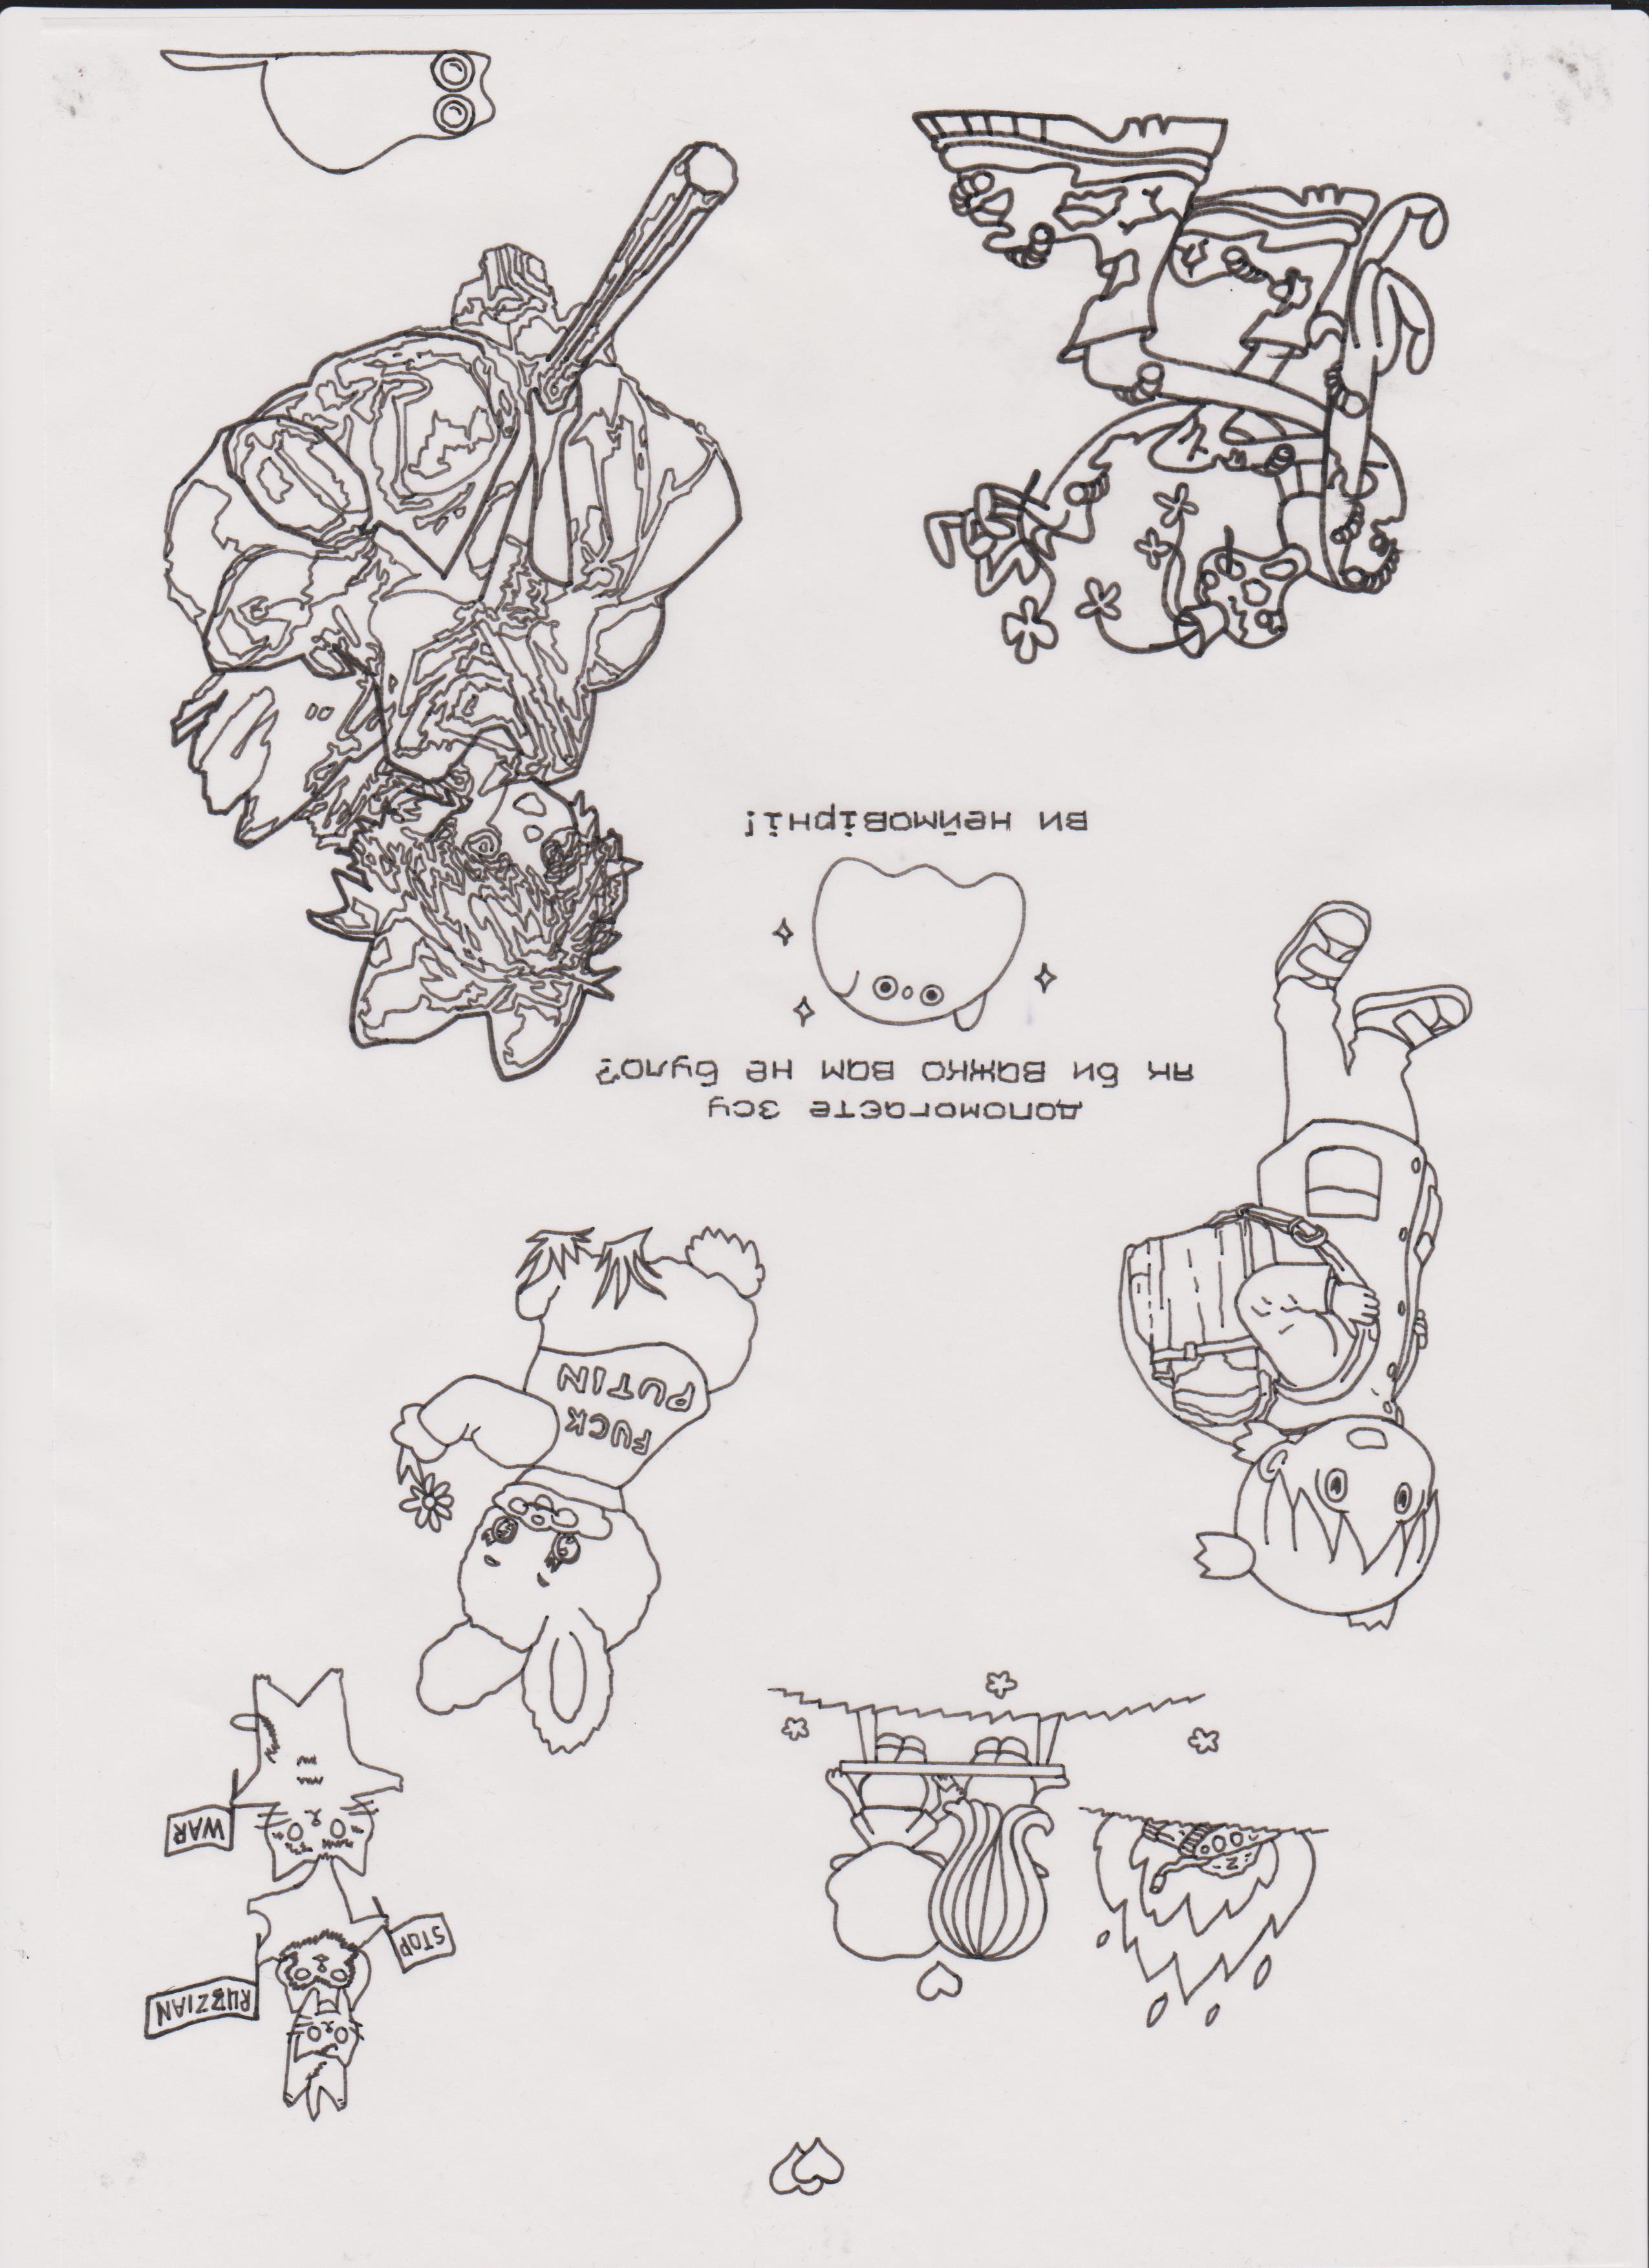 STOP
RUZZIAN
WAR
Z
FUCK
PUTIN
допомогаєте зсу
як би важко вам не було?
ви неймовірні!